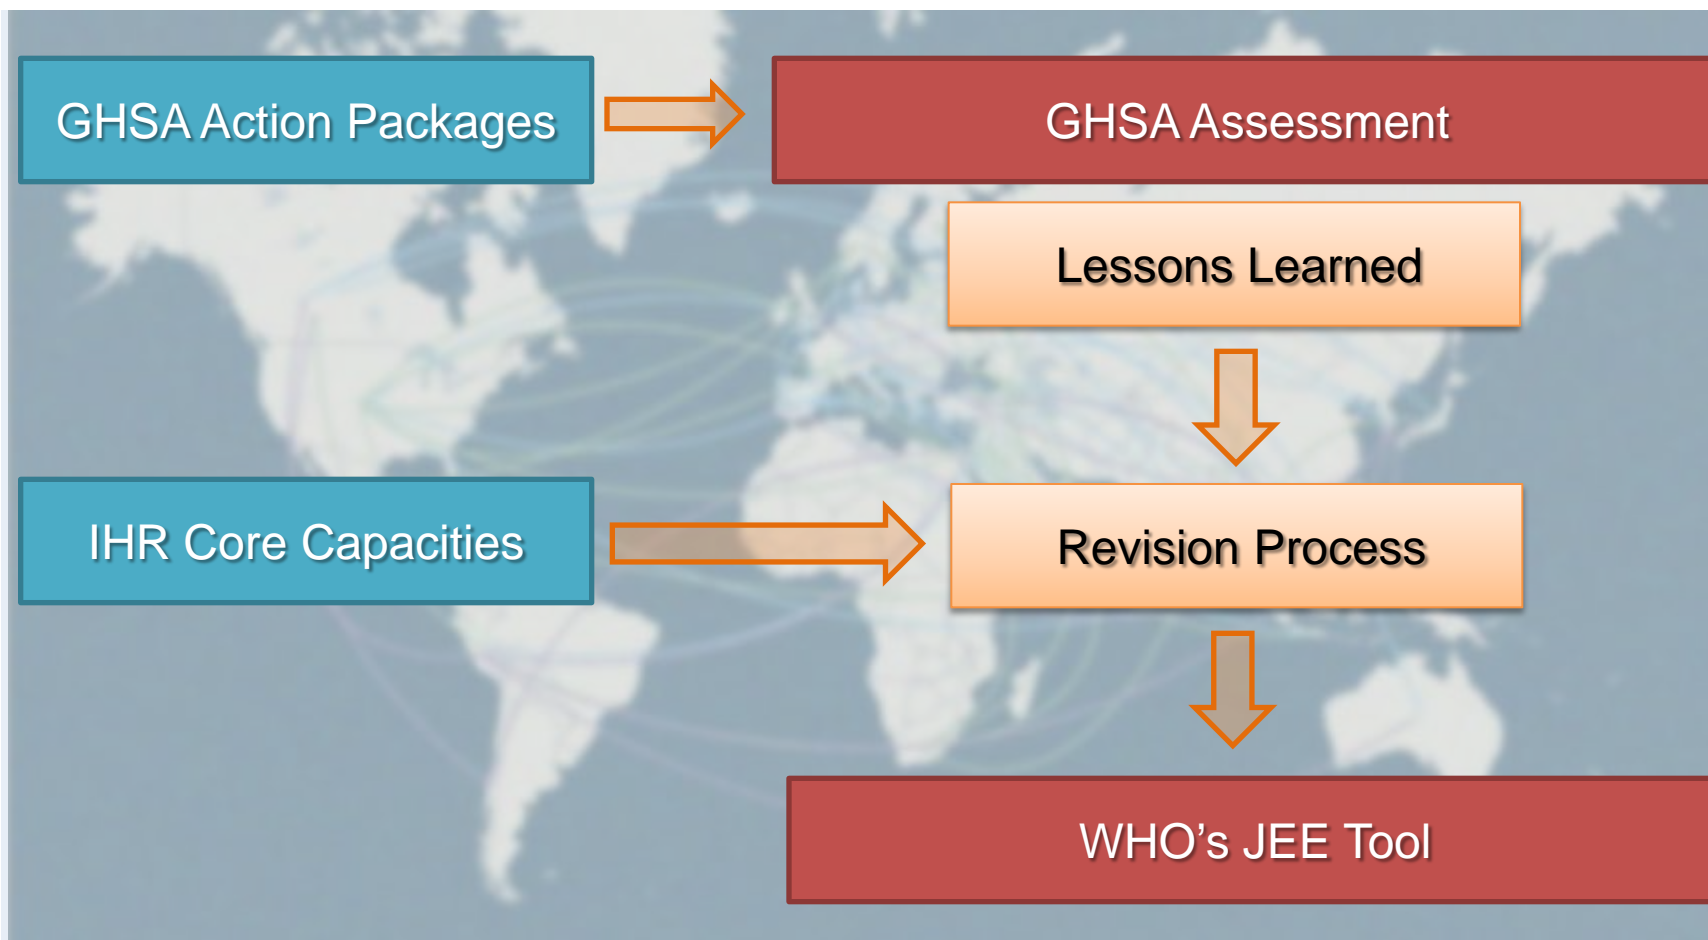 GHSA Action Packages
GHSA Assessment
Lessons Learned
IHR Core Capacities
Revision Process
WHO’s JEE Tool